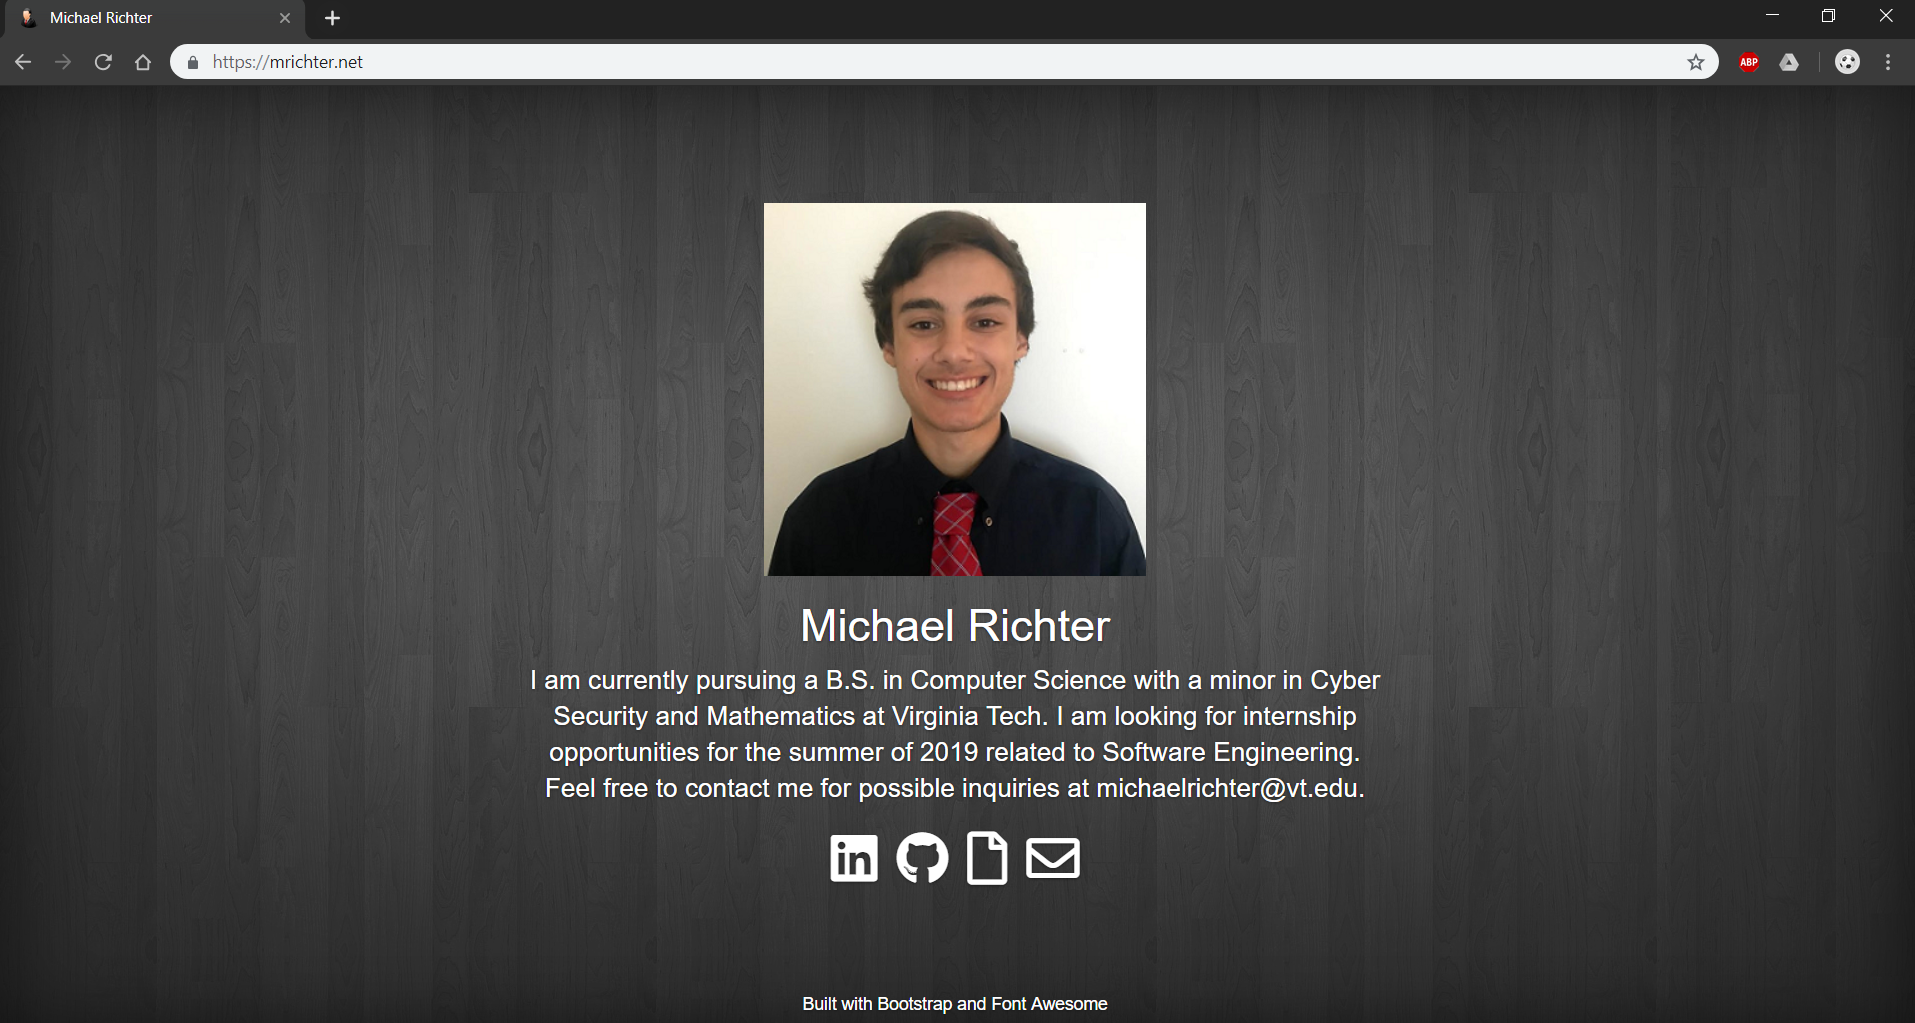 Michael Richter
https://mrichter.net
ABP
Michael Richter
I am currently pursuing a B.S. in Computer Science with a minor in Cyber
Security and Mathematics at Virginia Tech. I am looking for internship
opportunities for the summer of 2019 related to Software Engineering.
Feel free to contact me for possible inquiries at michaelrichter@vt.edu.
in
Built with Bootstrap and Font Awesome